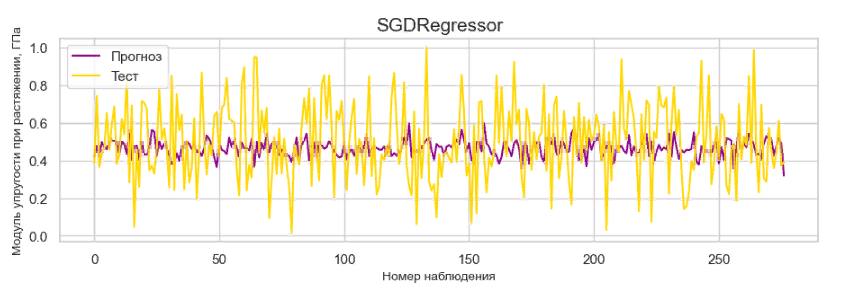 SGDRegressor
Модуль упругости при растяжении, ГПа
1.0
0.8
0.6
0.4
0.2
0.0
Прогноз
Тест
0 50 100 150 200 250
Номер наблюдения